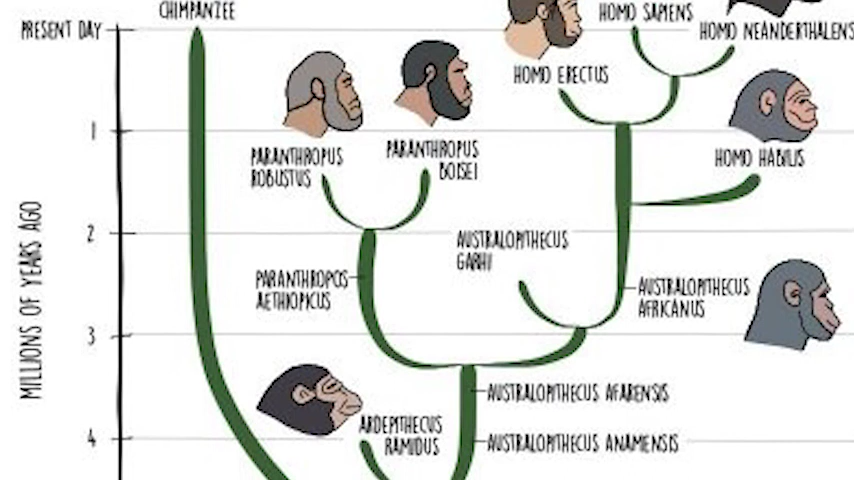 CHIMPANZEE
HOMO SAPIENS
PRESENT DAY
HOMO NEANDERTHALENS
HOMO ERECTUS
1
PARANTHROPUS
ROBUSTUS
PARANTHROPUS
BOISEI
HOMO HABILIS
MILLIONS OF YEARS AGO
2
AUSTRALOPITHECUS
GARHI
PARANTHROPOS
AETHIOPICUS
AUSTRALOPITHECUS
AFRICANUS
3
AUSTRALOPITHECUS AFARENSIS
ARDEPITHECUS
RAMIDUS
4
AUSTRALOPITHECUS ANAMENSIS